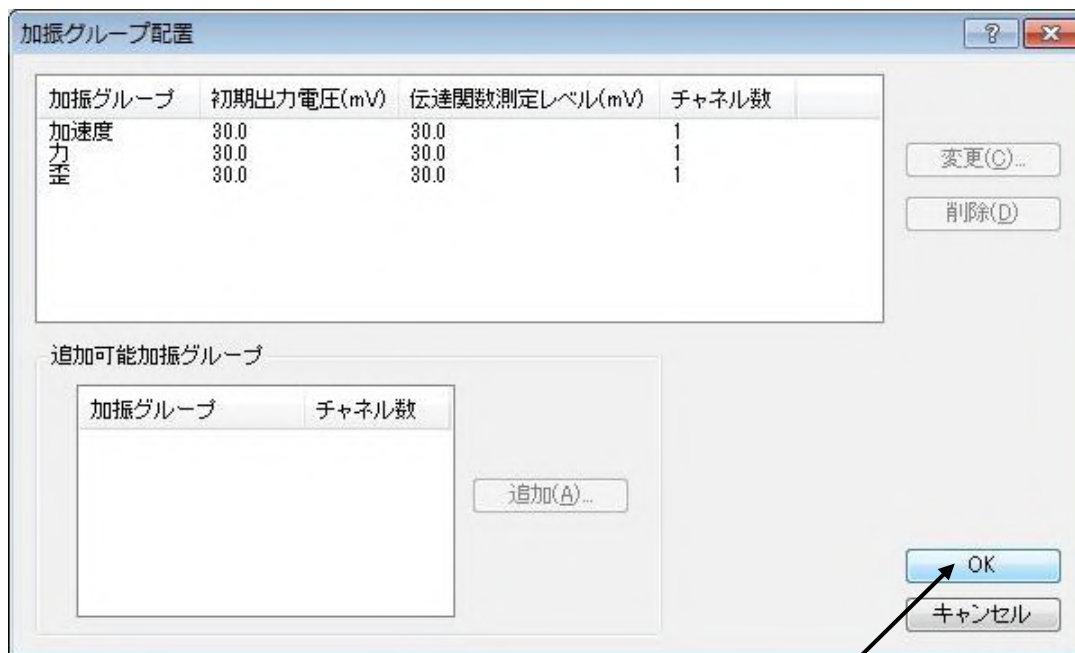 加振グループ配置
加振グループ 初期出力電圧(mV) 伝達関数測定レベル(mV) チャネル数
加速度 30.0 30.0 1
力 30.0 30.0 1
歪 30.0 30.0 1
変更(C)...
削除(D)
追加可能加振グループ
加振グループ チャネル数
追加(A)...
OK
キャンセル